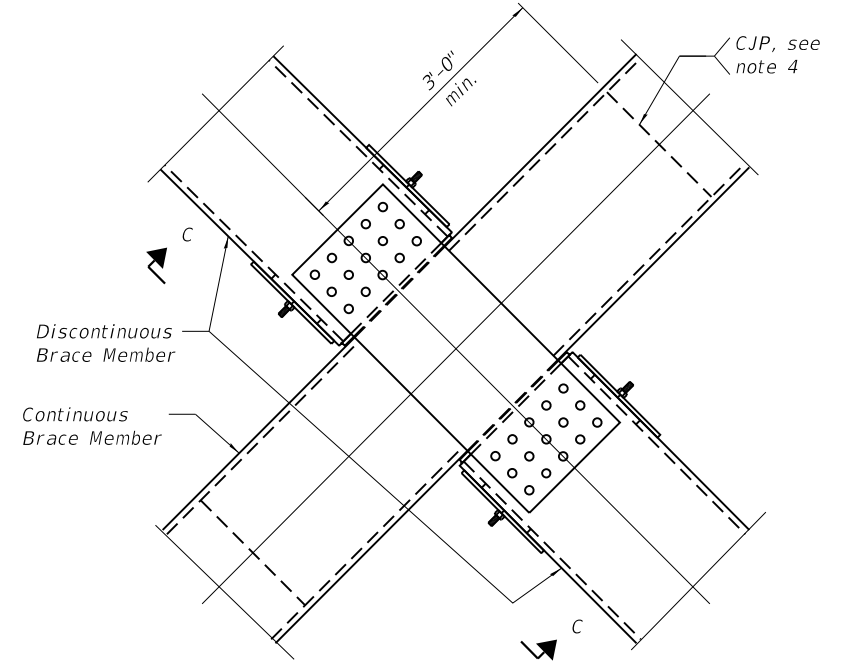 CJP, see
note 4
3'-0"
min.
C
Discontinuous
Brace Member
Continuous
Brace Member
C